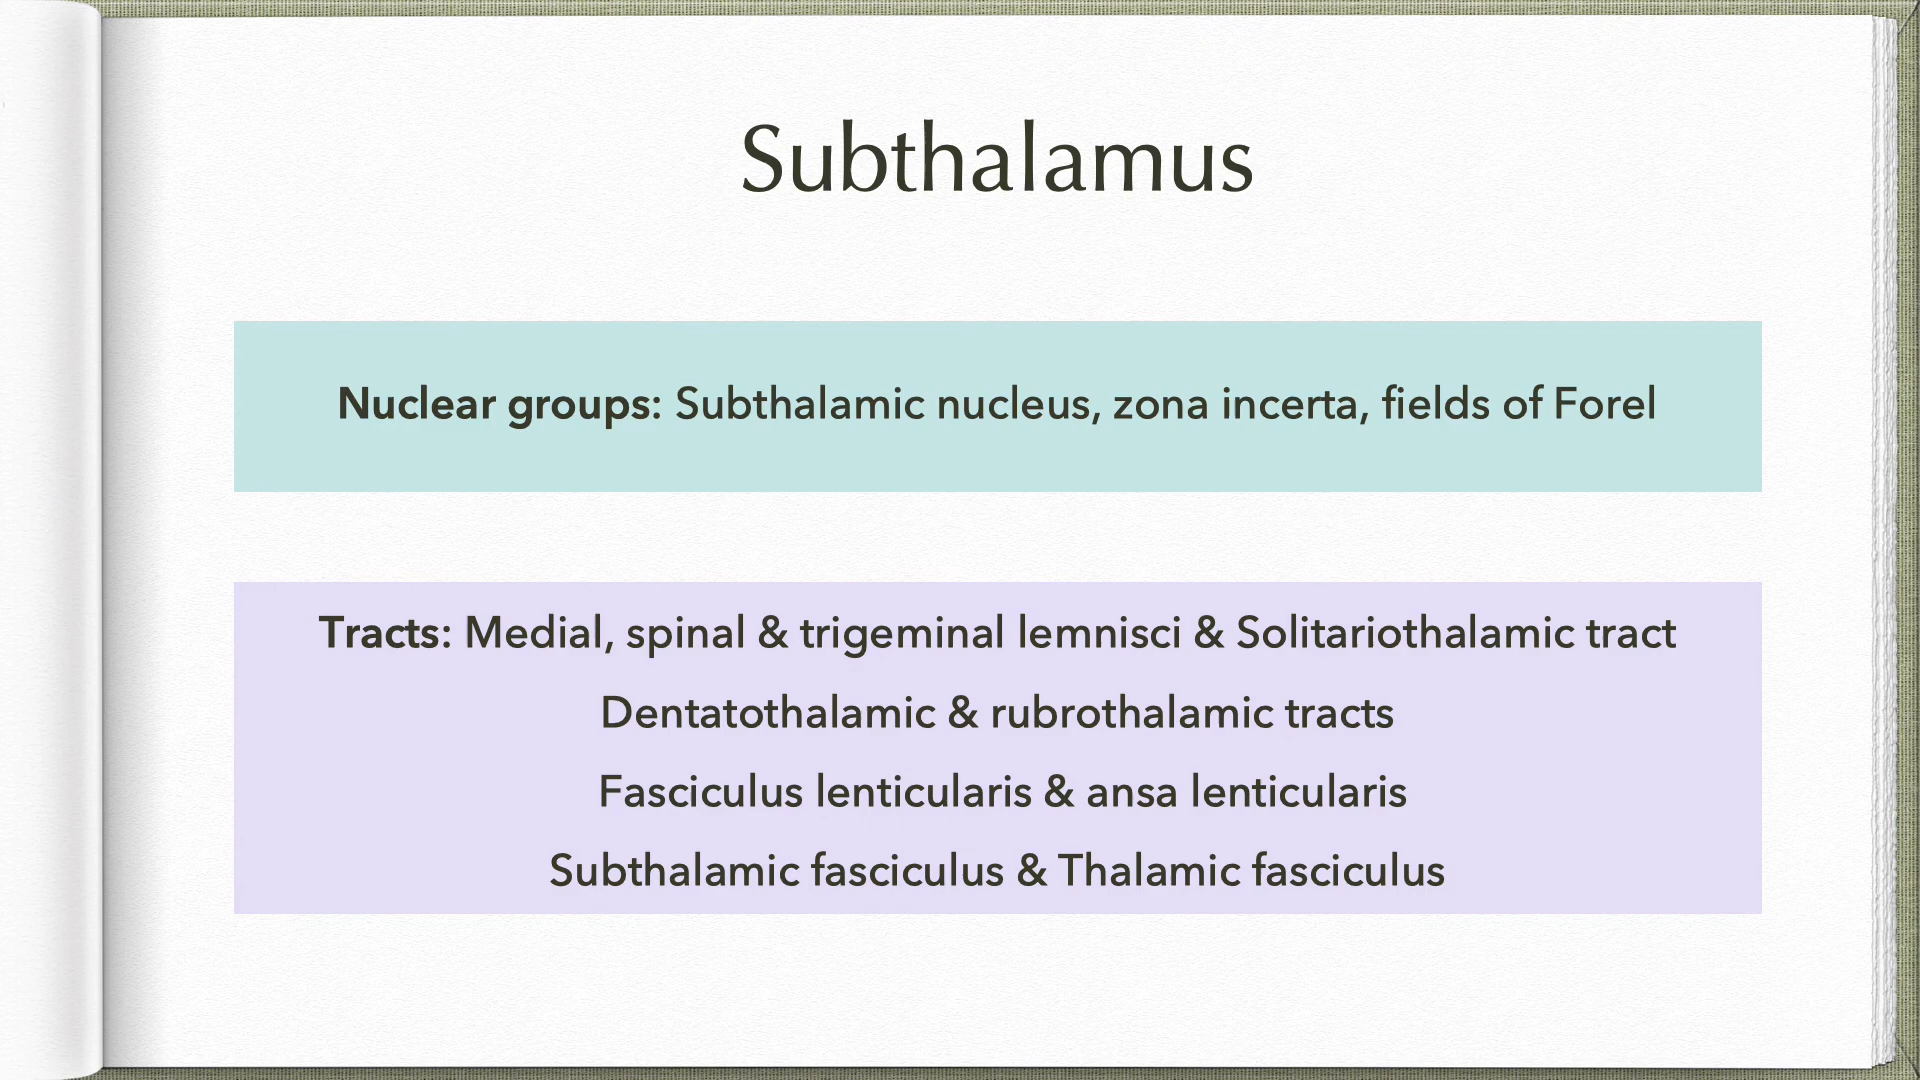 Subthalamus
Nuclear groups: Subthalamic nucleus, zona incerta, fields of Forel
Tracts: Medial, spinal & trigeminal lemnisci & Solitariothalamic tract
Dentatothalamic & rubrothalamic tracts
Fasciculus lenticularis & ansa lenticularis
Subthalamic fasciculus & Thalamic fasciculus